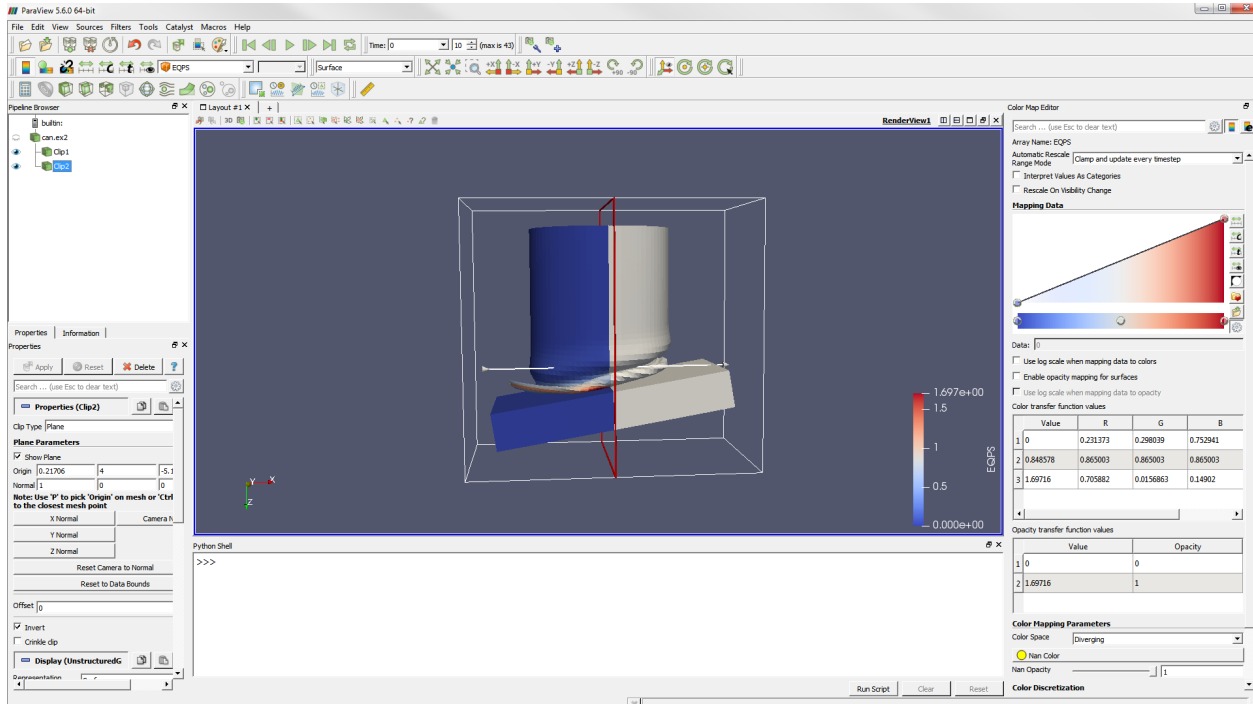 ParaView 5.6.0 64-bit
File Edit View Sources Filters Tools Catalyst Macros Help
Time: 0 10 (max is 43)
EQPS Surface
+X -X +Y -Y +Z -Z +90 -90
Pipeline Browser
builtin:
can.ex2
Clip1
Clip2
Properties Information
Properties
Apply Reset Delete ?
Search ... (use Esc to clear text)
Properties (Clip2)
Clip Type Plane
Plane Parameters
Show Plane
Origin 0.21706 4 -5.1
Normal 1 0 0
Note: Use 'P' to pick 'Origin' on mesh or 'Ctrl
to the closest mesh point
X Normal Camera N
Y Normal
Z Normal
Reset Camera to Normal
Reset to Data Bounds
Offset 0
Invert
Crinkle clip
Display (UnstructuredG
Representation
Layout #1 X +
3D
RenderView1
1.697e+00
1.5
1
0.5
0.000e+00
EQPS
Y X
Z
Python Shell
>>>
Run Script Clear Reset
Color Map Editor
Search ... (use Esc to clear text)
Array Name: EQPS
Automatic Rescale
Range Mode Clamp and update every timestep
Interpret Values As Categories
Rescale On Visibility Change
Mapping Data
Data: 0
Use log scale when mapping data to colors
Enable opacity mapping for surfaces
Use log scale when mapping data to opacity
Color transfer function values
Value R G B
1 0 0.231373 0.298039 0.752941
2 0.848578 0.865003 0.865003 0.865003
3 1.69716 0.705882 0.0156863 0.14902
Opacity transfer function values
Value Opacity
1 0 0
2 1.69716 1
Color Mapping Parameters
Color Space Diverging
Nan Color
Nan Opacity 1
Color Discretization